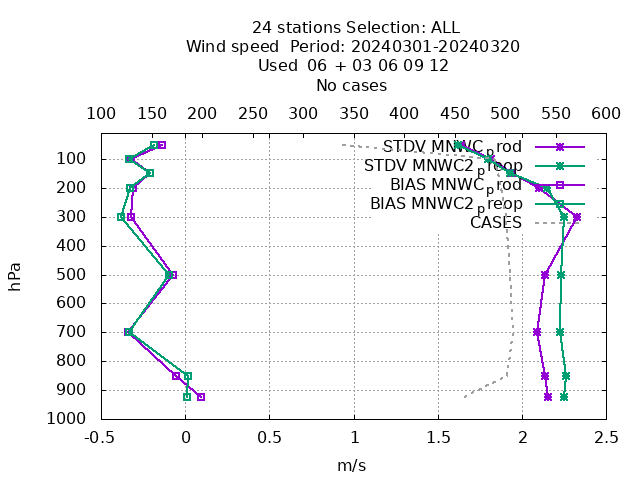 24 stations Selection: ALL
Wind speed  Period: 20240301-20240320
Used  06 + 03 06 09 12
No cases
100 150 200 250 300 350 400 450 500 550 600
STDV MNWC_prod
STDV MNWC2_preop
BIAS MNWC_prod
BIAS MNWC2_preop
CASES
hPa
100
200
300
400
500
600
700
800
900
1000
-0.5 0 0.5 1 1.5 2 2.5
m/s